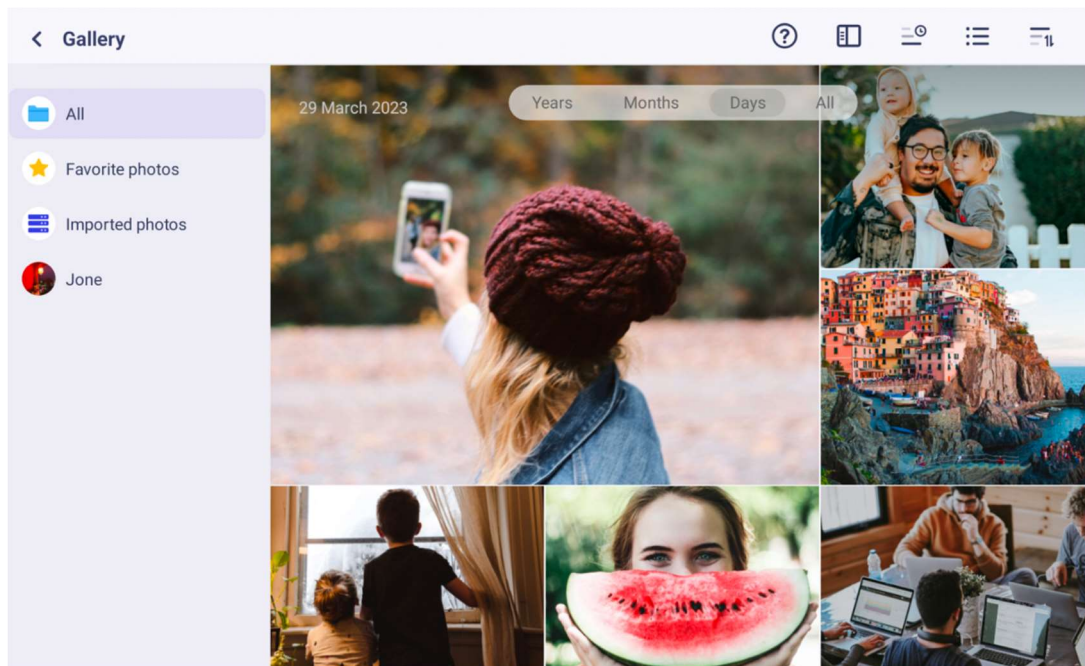 Gallery
All
Favorite photos
Imported photos
Jone
29 March 2023
Years Months Days All